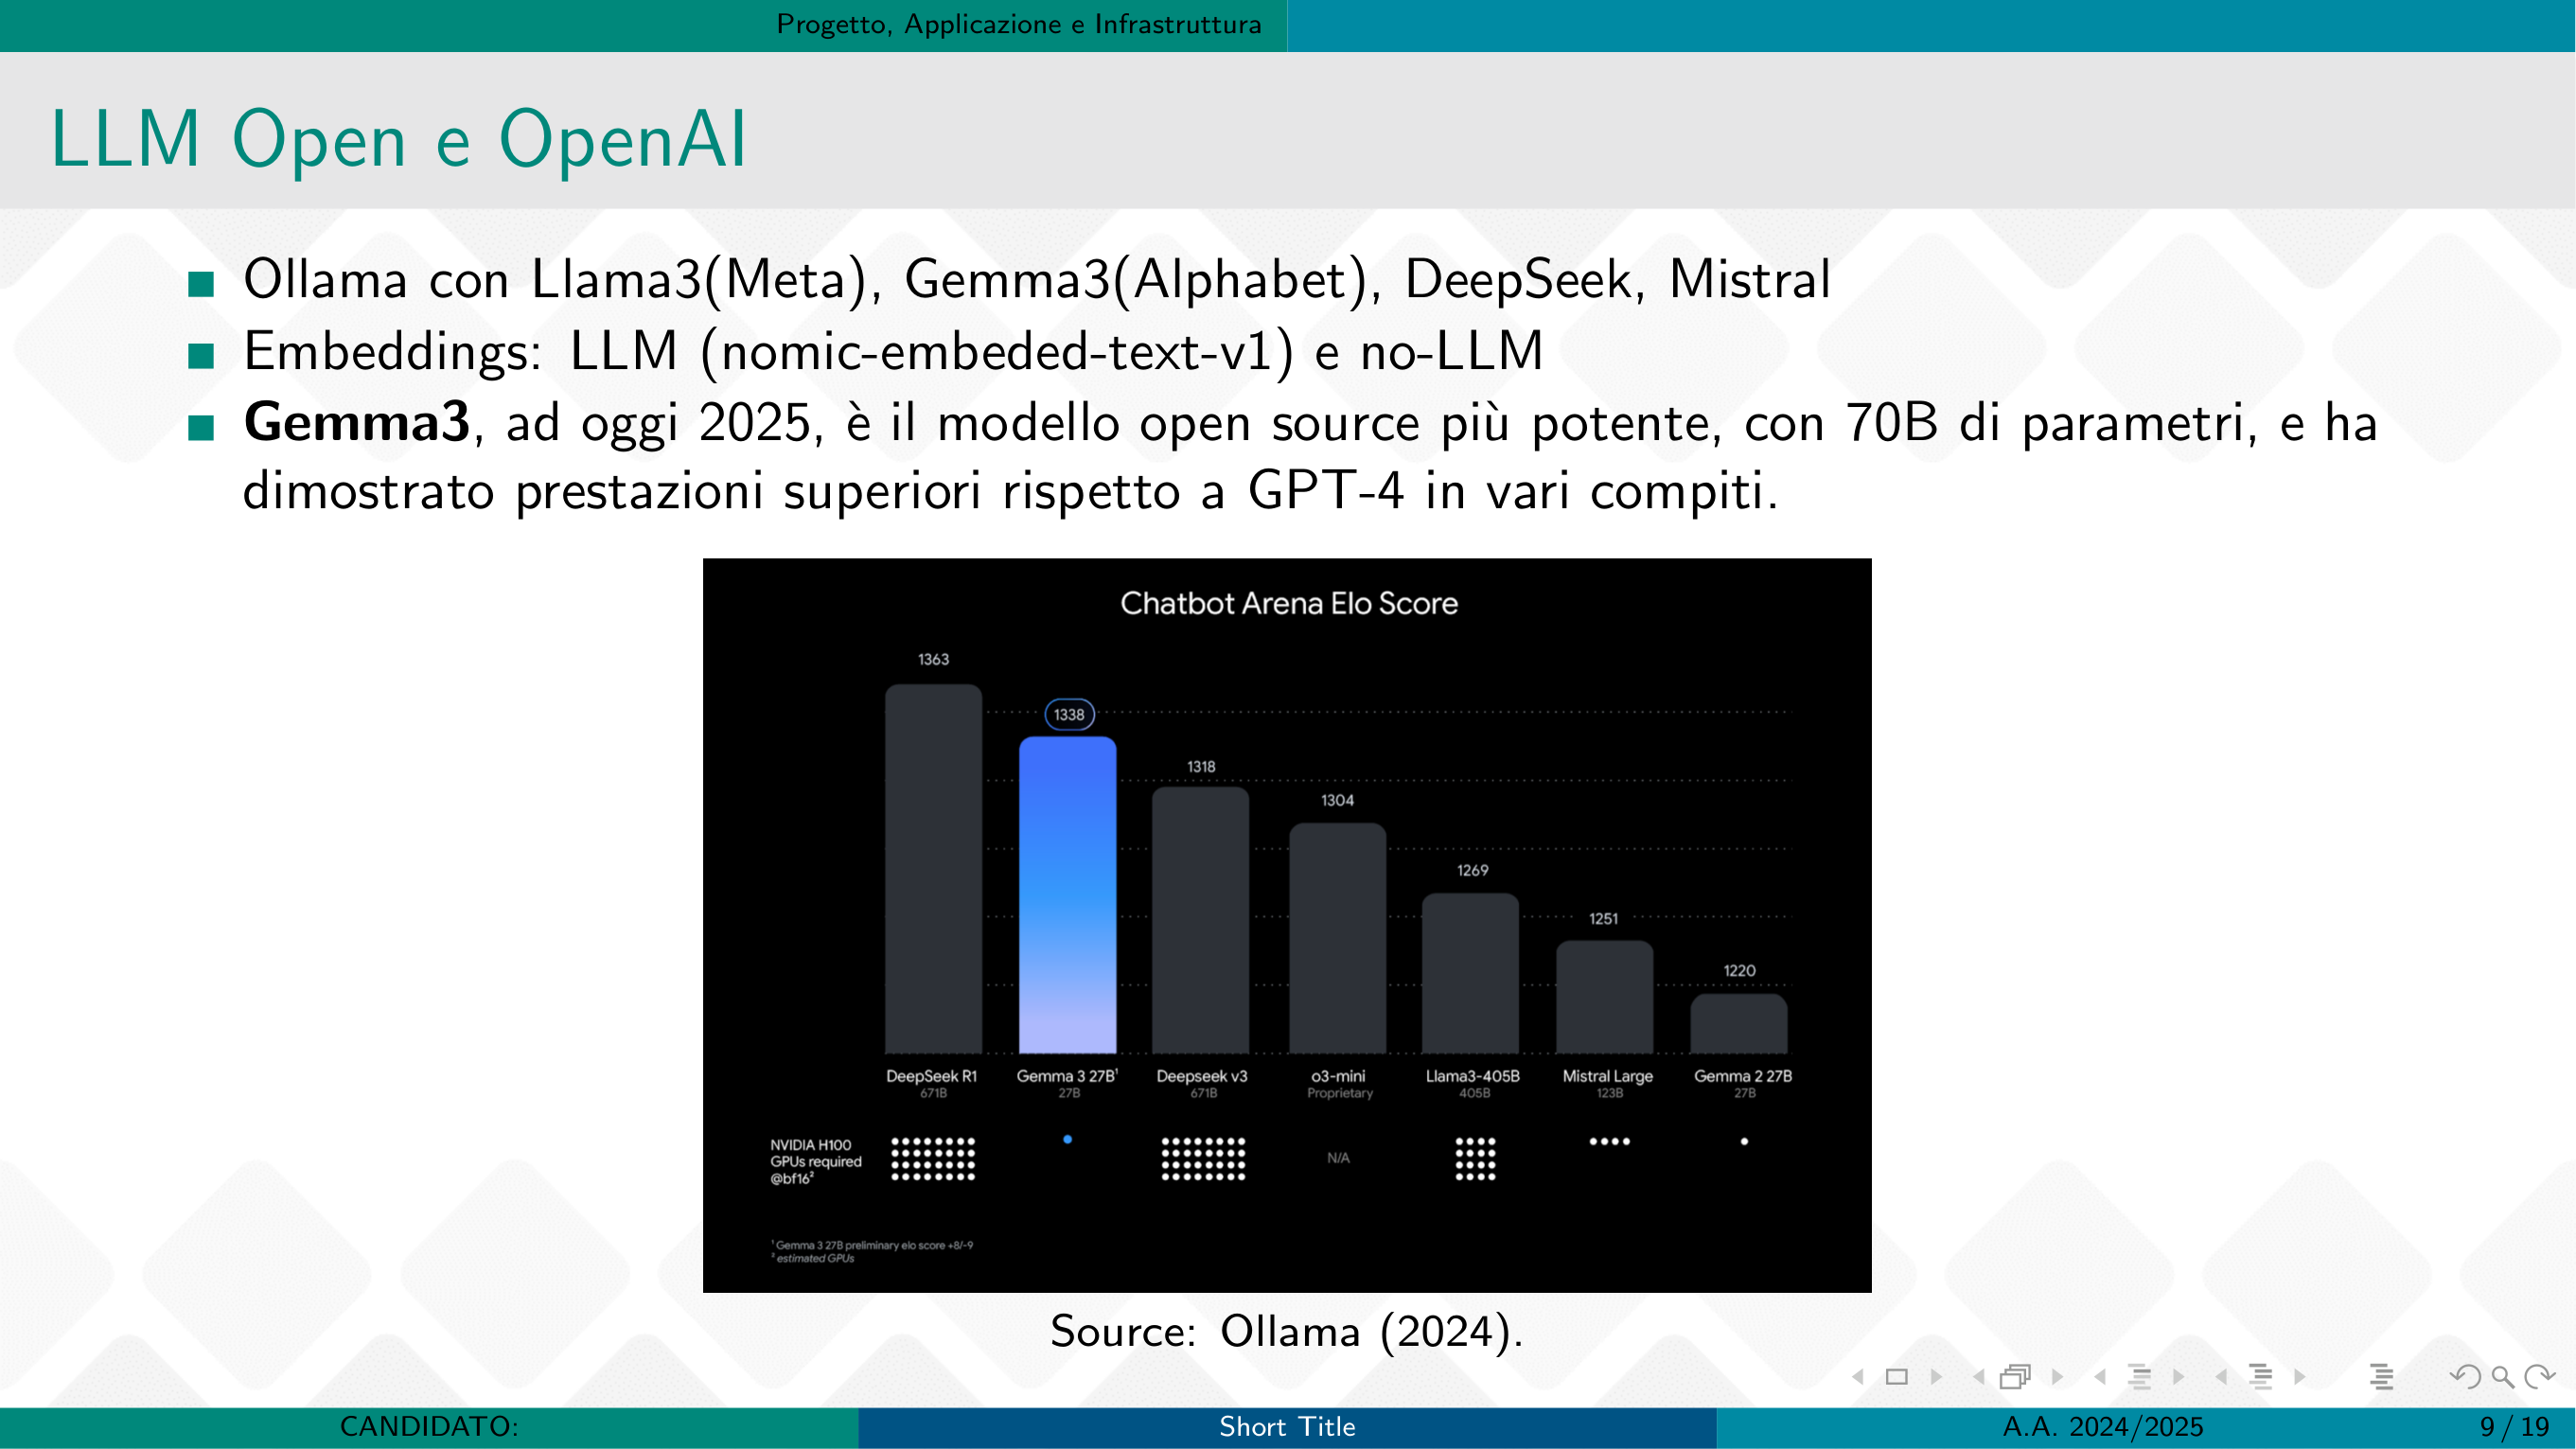 Progetto, Applicazione e Infrastruttura
LLM Open e OpenAI
Ollama con Llama3(Meta), Gemma3(Alphabet), DeepSeek, Mistral
Embeddings: LLM (nomic-embeded-text-v1) e no-LLM
Gemma3, ad oggi 2025, è il modello open source più potente, con 70B di parametri, e ha
dimostrato prestazioni superiori rispetto a GPT-4 in vari compiti.
Chatbot Arena Elo Score
1363
1338
1318
1304
1269
1251
1220
DeepSeek R1 Gemma 3 27B¹ Deepseek v3 o3-mini Llama3-405B Mistral Large Gemma 2 27B
671B 27B 671B Proprietary 405B 123B 27B
NVIDIA H100
GPUs required
@bf16²
N/A
¹ Gemma 3 27B preliminary elo score +8/-9
² estimated GPUs
Source: Ollama (2024).
CANDIDATO: Short Title A.A. 2024/2025 9 / 19